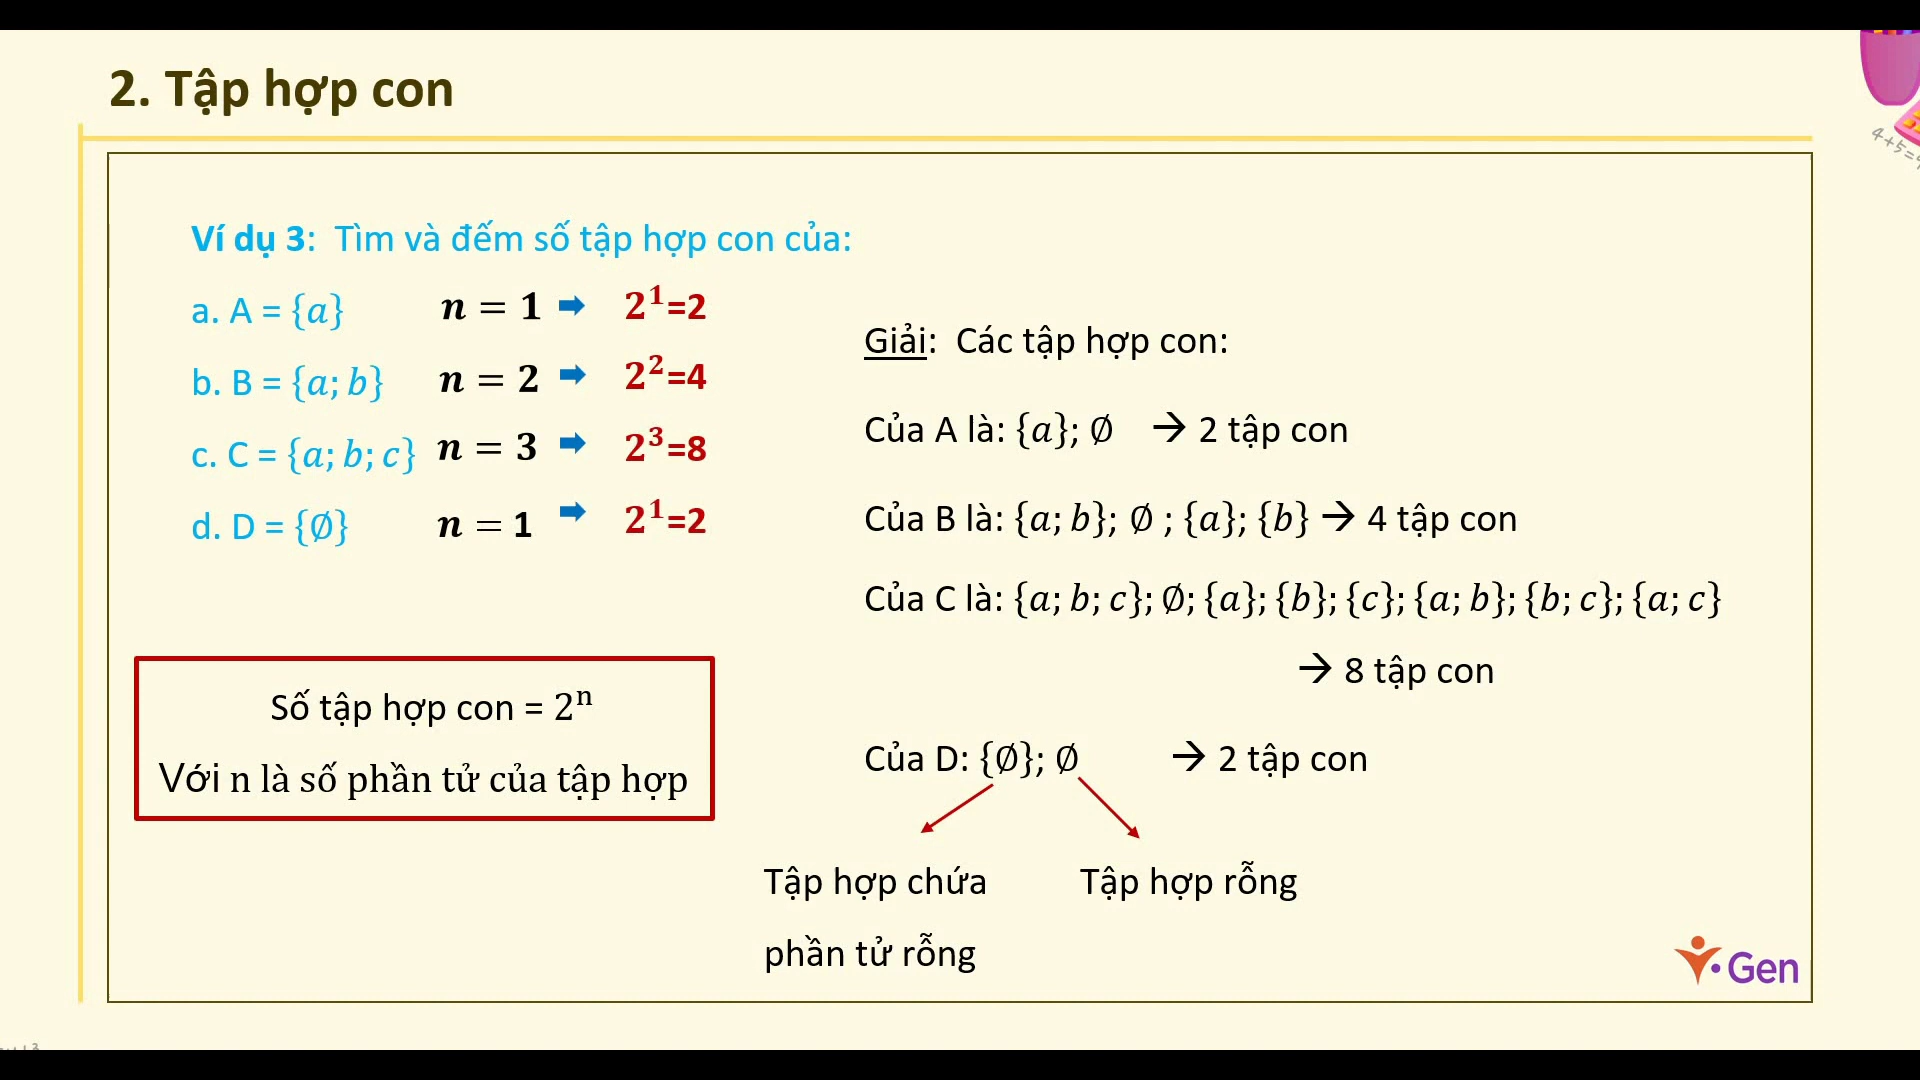 2. Tập hợp con
4+5=9
Ví dụ 3: Tìm và đếm số tập hợp con của:
a. A = {a} n = 1 ➡ 2¹=2
b. B = {a; b} n = 2 ➡ 2²=4
c. C = {a; b; c} n = 3 ➡ 2³=8
d. D = {∅} n = 1 ➡ 2¹=2
Số tập hợp con = 2ⁿ
Với n là số phần tử của tập hợp
Giải: Các tập hợp con:
Của A là: {a}; ∅ → 2 tập con
Của B là: {a; b}; ∅ ; {a}; {b} → 4 tập con
Của C là: {a; b; c}; ∅; {a}; {b}; {c}; {a; b}; {b; c}; {a; c}
→ 8 tập con
Của D: {∅}; ∅ → 2 tập con
Tập hợp chứa
phần tử rỗng
Tập hợp rỗng
Gen